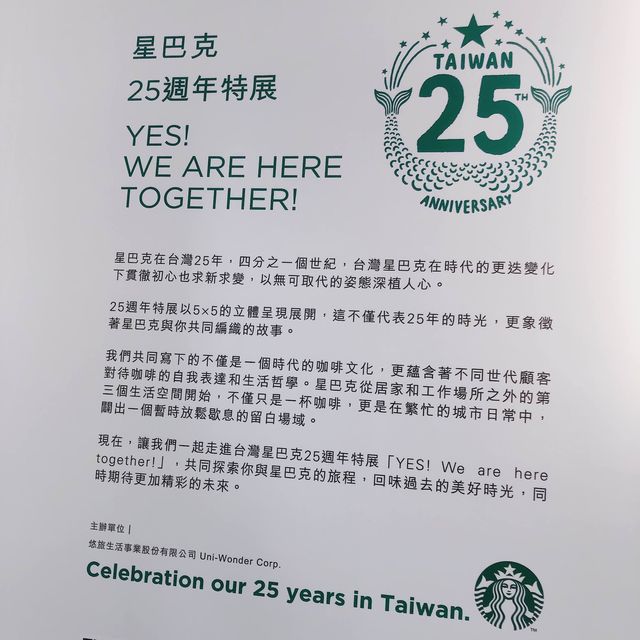 星巴克
25週年特展
YES!
WE ARE HERE
TOGETHER!
TAIWAN
25TH
ANNIVERSARY
星巴克在台灣25年，四分之一個世紀，台灣星巴克在時代的更迭變化
下貫徹初心也求新求變，以無可取代的姿態深植人心。
25週年特展以5×5的立體呈現展開，這不僅代表25年的時光，更象徵
著星巴克與你共同編織的故事。
我們共同寫下的不僅是一個時代的咖啡文化，更蘊含著不同世代顧客
對待咖啡的自我表達和生活哲學。星巴克從居家和工作場所之外的第
三個生活空間開始，不僅只是一杯咖啡，更是在繁忙的城市日常中，
闢出一個暫時放鬆歇息的留白場域。
現在，讓我們一起走進台灣星巴克25週年特展「YES! We are here
together!」，共同探索你與星巴克的旅程，回味過去的美好時光，同
時期待更加精彩的未來。
主辦單位 |
悠旅生活事業股份有限公司 Uni-Wonder Corp.
Celebration our 25 years in Taiwan.
TM